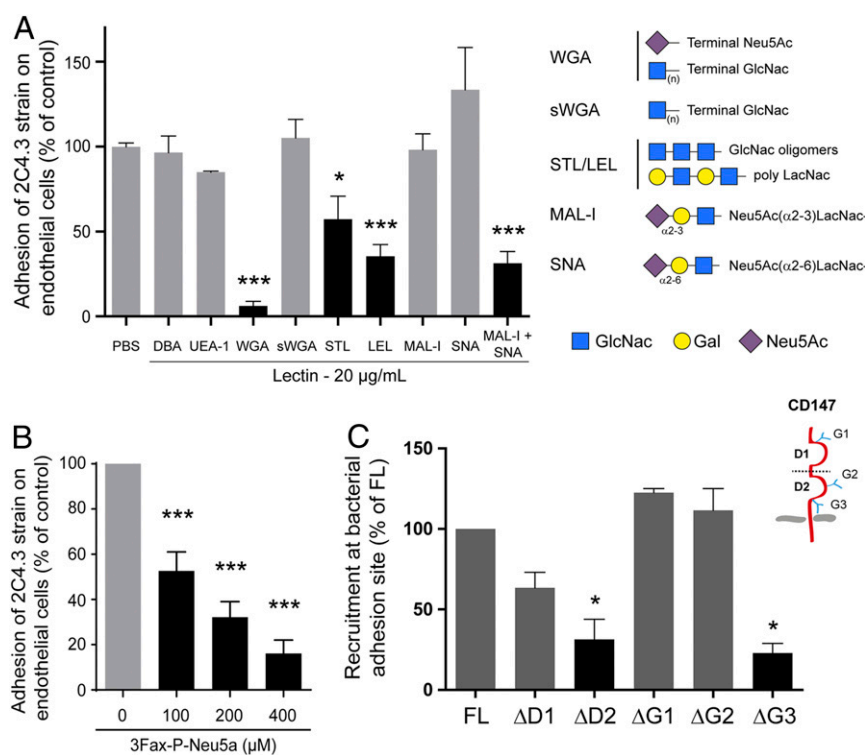 A
Adhesion of 2C4.3 strain on
endothelial cells (% of control)
150
100
50
0
*
***
***
***
PBS
DBA
UEA-1
WGA
sWGA
STL
LEL
MAL-I
SNA
MAL-I +
SNA
Lectin - 20 µg/mL
WGA
Terminal Neu5Ac
(n)
Terminal GlcNac
sWGA
(n)
Terminal GlcNac
STL/LEL
GlcNac oligomers
poly LacNac
MAL-I
α2-3
Neu5Ac(α2-3)LacNac-
SNA
α2-6
Neu5Ac(α2-6)LacNac-
GlcNac
Gal
Neu5Ac
B
Adhesion of 2C4.3 strain on
endothelial cells (% of control)
100
80
60
40
20
0
***
***
***
0
100
200
400
3Fax-P-Neu5a (µM)
C
Recruitment at bacterial
adhesion site (% of FL)
150
100
50
0
*
*
FL
ΔD1
ΔD2
ΔG1
ΔG2
ΔG3
CD147
G1
D1
G2
D2
G3